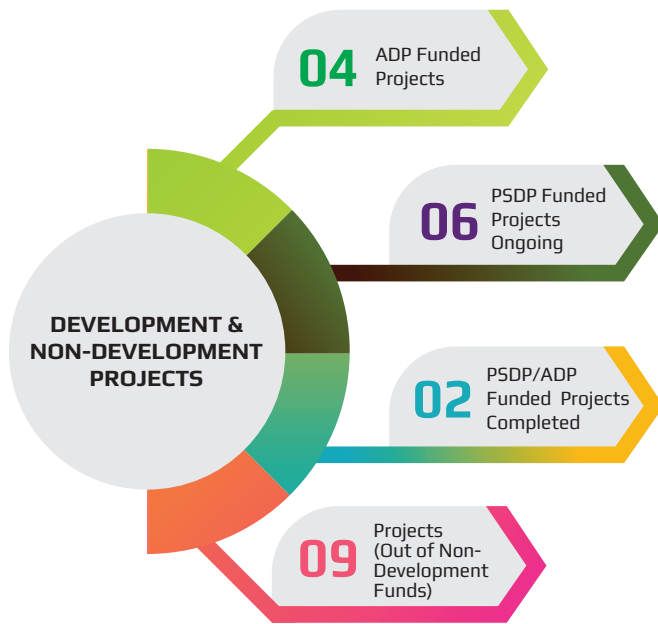 04
ADP Funded
Projects
06
PSDP Funded
Projects
Ongoing
DEVELOPMENT &
NON-DEVELOPMENT
PROJECTS
02
PSDP/ADP
Funded Projects
Completed
09
Projects
(Out of Non-
Development
Funds)